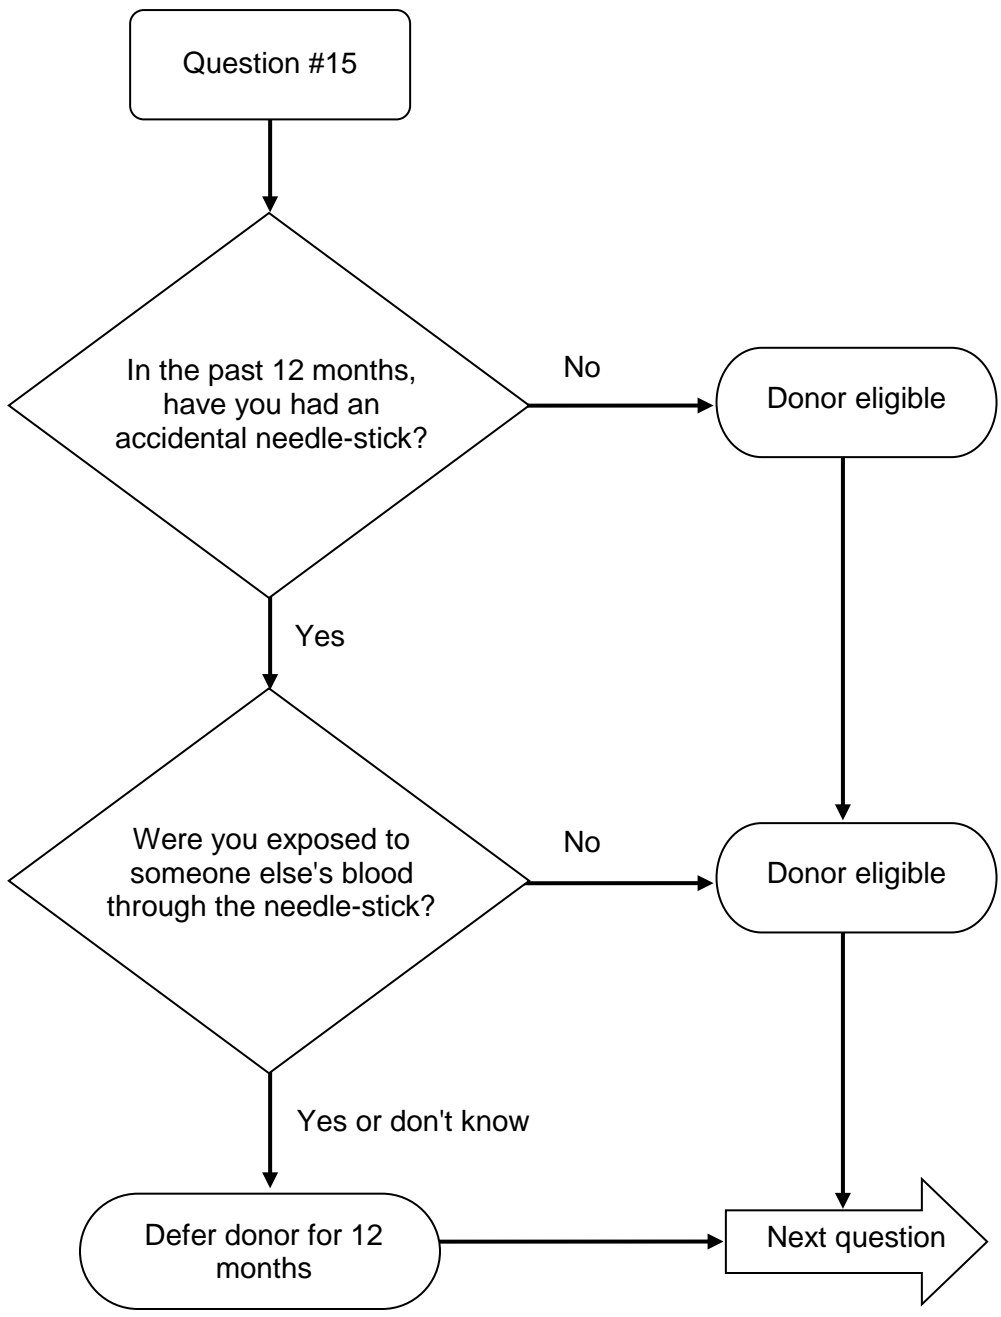 Question #15
In the past 12 months,
have you had an
accidental needle-stick?
No
Donor eligible
Yes
Were you exposed to
someone else's blood
through the needle-stick?
No
Donor eligible
Yes or don't know
Defer donor for 12
months
Next question